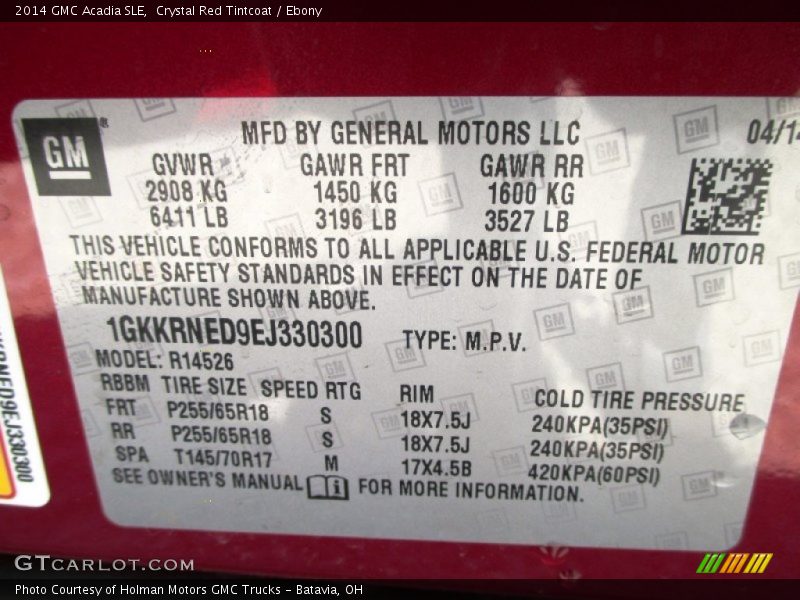 2014 GMC Acadia SLE, Crystal Red Tintcoat / Ebony
GM®
MFD BY GENERAL MOTORS LLC
04/14
GVWR GAWR FRT GAWR RR
2908 KG 1450 KG 1600 KG
6411 LB 3196 LB 3527 LB
THIS VEHICLE CONFORMS TO ALL APPLICABLE U.S. FEDERAL MOTOR
VEHICLE SAFETY STANDARDS IN EFFECT ON THE DATE OF
MANUFACTURE SHOWN ABOVE.
1GKKRNED9EJ330300 TYPE: M.P.V.
MODEL: R14526
RBBM TIRE SIZE SPEED RTG RIM COLD TIRE PRESSURE
FRT P255/65R18 S 18X7.5J 240KPA(35PSI)
RR P255/65R18 S 18X7.5J 240KPA(35PSI)
SPA T145/70R17 M 17X4.5B 420KPA(60PSI)
SEE OWNER'S MANUAL FOR MORE INFORMATION.
GTCARLOT.COM
Photo Courtesy of Holman Motors GMC Trucks - Batavia, OH